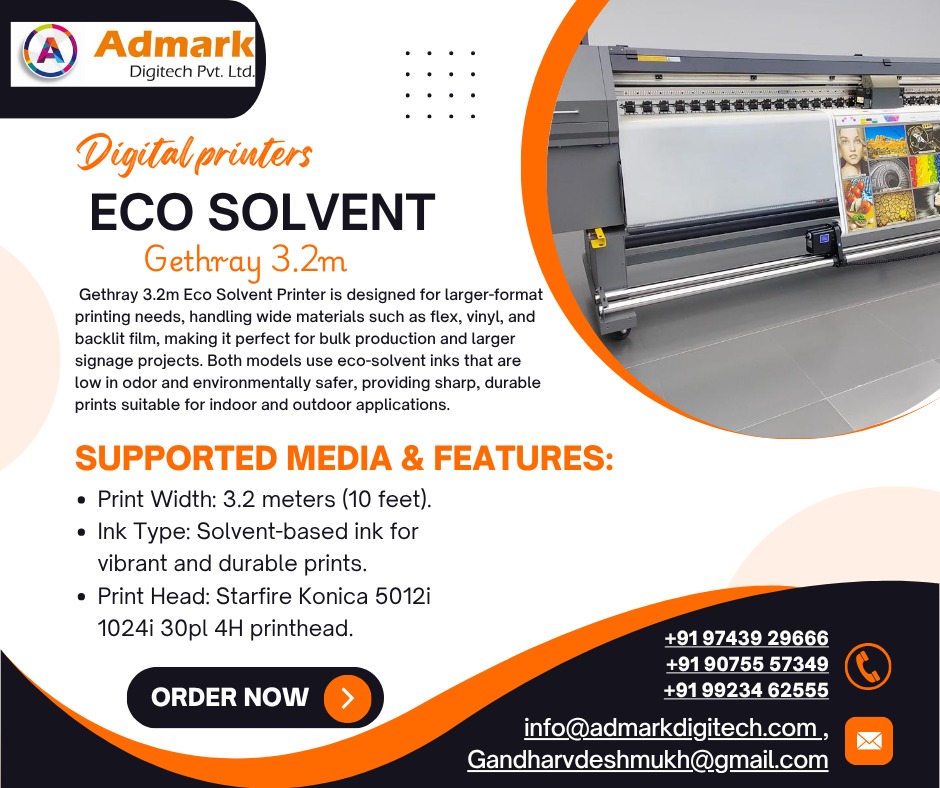 Admark
Digitech Pvt. Ltd.
Digital printers
ECO SOLVENT
Gethray 3.2m
Gethray 3.2m Eco Solvent Printer is designed for larger-format
printing needs, handling wide materials such as flex, vinyl, and
backlit film, making it perfect for bulk production and larger
signage projects. Both models use eco-solvent inks that are
low in odor and environmentally safer, providing sharp, durable
prints suitable for indoor and outdoor applications.
SUPPORTED MEDIA & FEATURES:
• Print Width: 3.2 meters (10 feet).
• Ink Type: Solvent-based ink for
vibrant and durable prints.
• Print Head: Starfire Konica 5012i
1024i 30pl 4H printhead.
ORDER NOW
+91 97439 29666
+91 90755 57349
+91 99234 62555
info@admarkdigitech.com ,
Gandharvdeshmukh@gmail.com